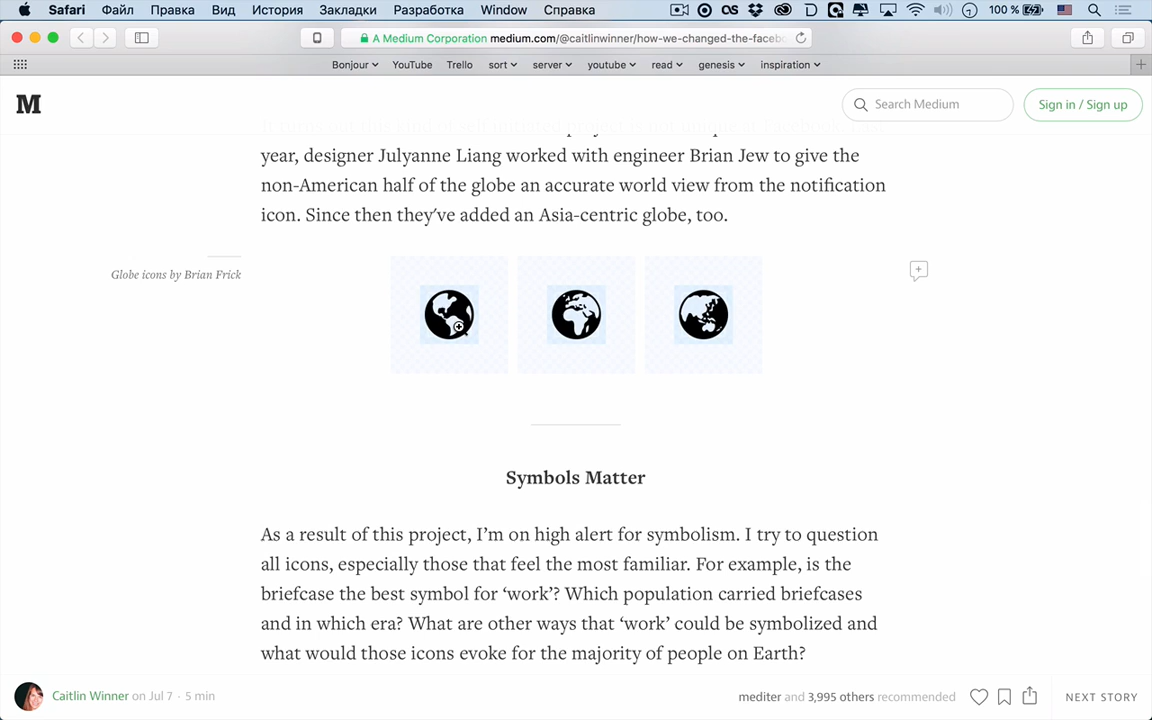 Safari Файл Правка Вид История Закладки Разработка Window Справка 100 %
A Medium Corporation medium.com/@caitlinwinner/how-we-changed-the-facebo
Bonjour YouTube Trello sort server youtube read genesis inspiration
M Search Medium Sign in / Sign up
year, designer Julyanne Liang worked with engineer Brian Jew to give the
non-American half of the globe an accurate world view from the notification
icon. Since then they've added an Asia-centric globe, too.
Globe icons by Brian Frick
Symbols Matter
As a result of this project, I'm on high alert for symbolism. I try to question
all icons, especially those that feel the most familiar. For example, is the
briefcase the best symbol for ‘work’? Which population carried briefcases
and in which era? What are other ways that ‘work’ could be symbolized and
what would those icons evoke for the majority of people on Earth?
Caitlin Winner on Jul 7 · 5 min
mediter and 3,995 others recommended
NEXT STORY